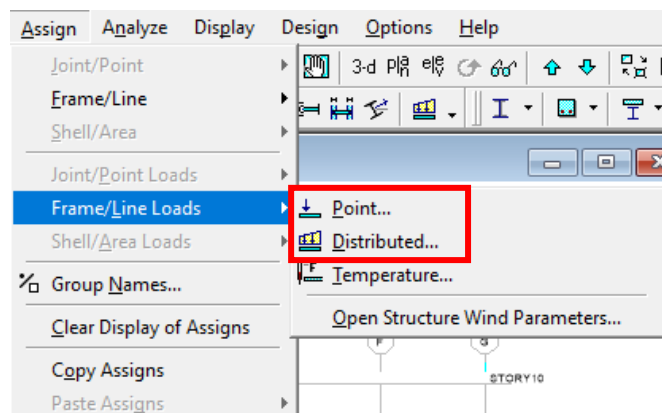 Assign Analyze Display Design Options Help
Joint/Point
3-d
Frame/Line
Shell/Area
Joint/Point Loads
Frame/Line Loads
Point...
Shell/Area Loads
Distributed...
Group Names...
Temperature...
Clear Display of Assigns
Open Structure Wind Parameters...
F G
Copy Assigns
STORY10
Paste Assigns